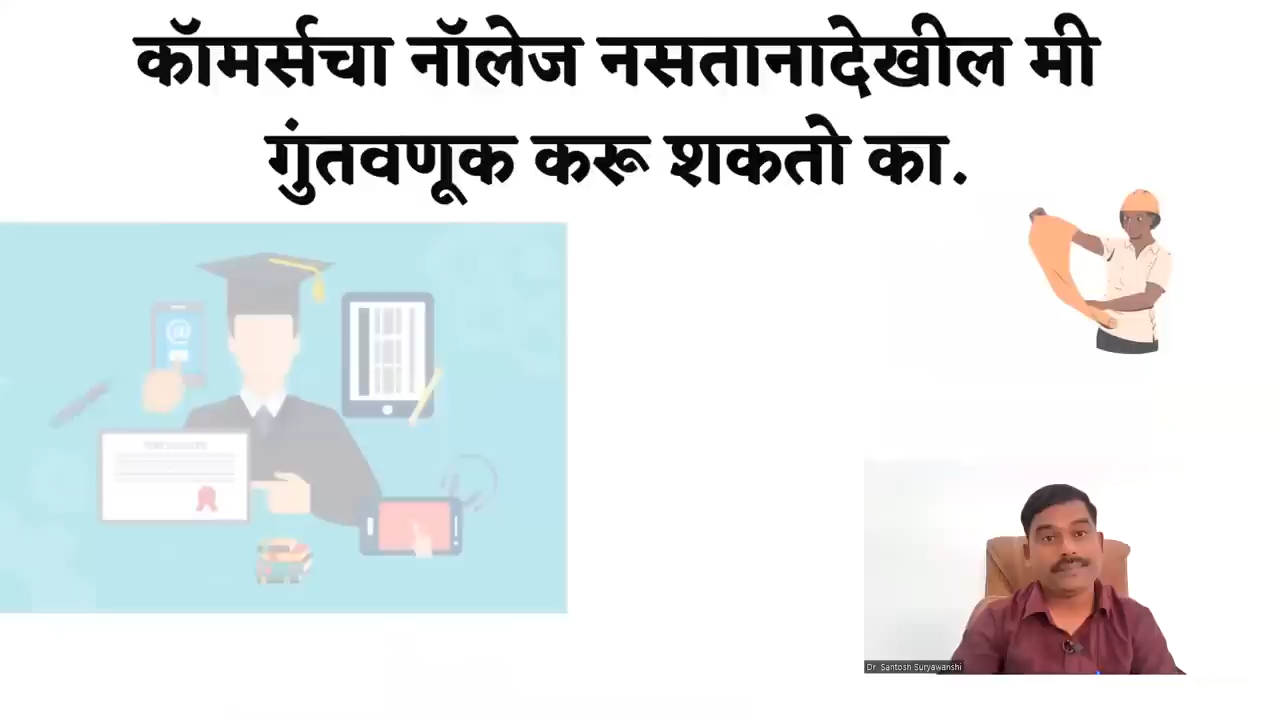 कॉमर्सचा नॉलेज नसतानादेखील मी
गुंतवणूक करू शकतो का.
@
Dr. Santosh Suryawanshi